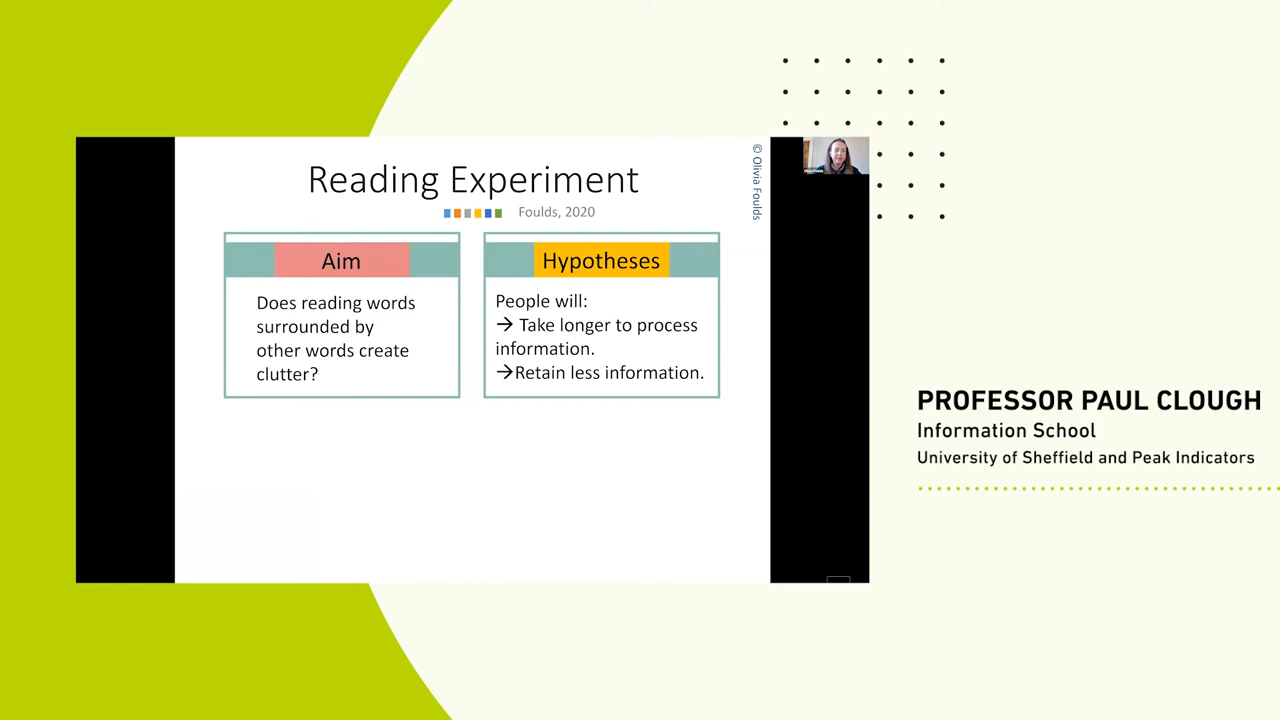 Reading Experiment
Foulds, 2020
© Olivia Foulds
Aim
Does reading words
surrounded by
other words create
clutter?
Hypotheses
People will:
→ Take longer to process
information.
→Retain less information.
Olivia Foulds
PROFESSOR PAUL CLOUGH
Information School
University of Sheffield and Peak Indicators